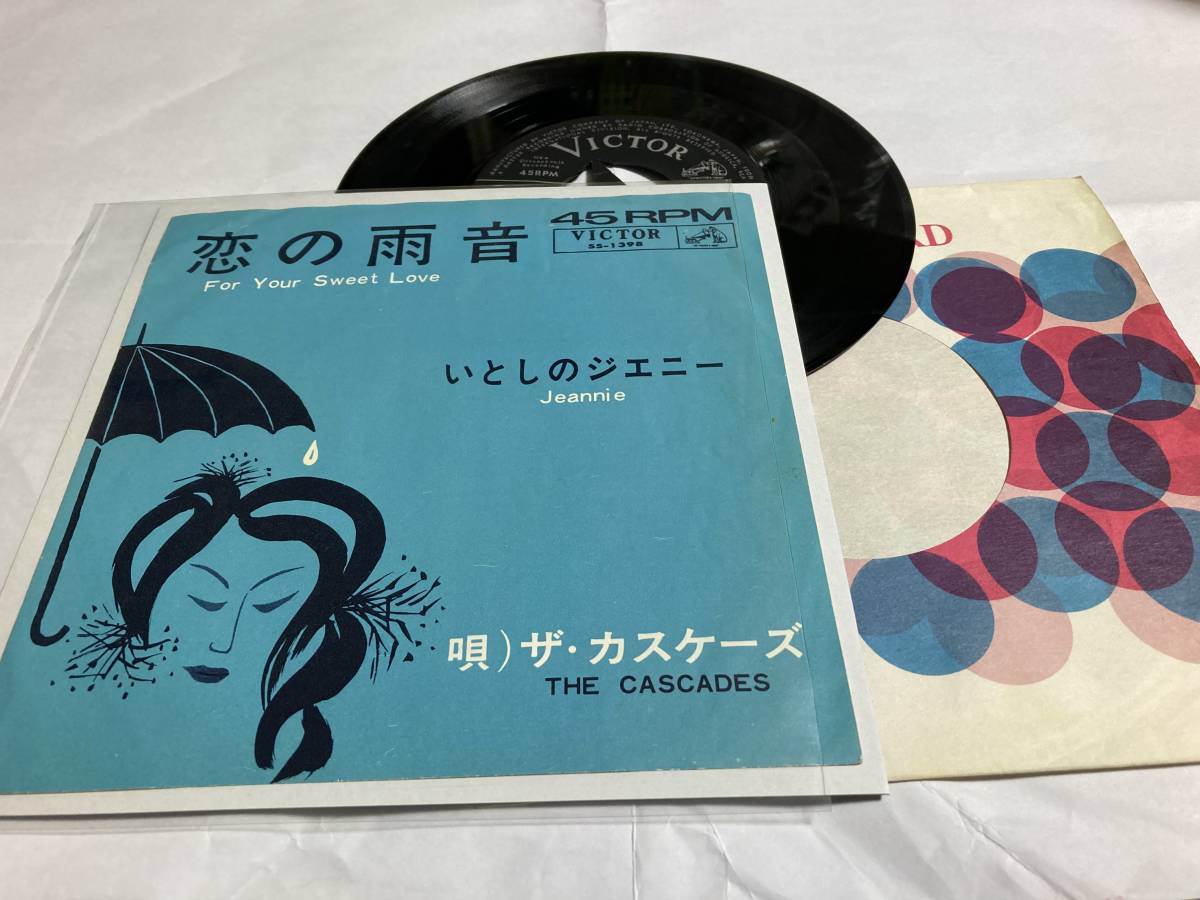 恋の雨音
For Your Sweet Love
45 RPM
VICTOR
SS-1398
いとしのジエニー
Jeannie
唄）ザ・カスケーズ
THE CASCADES
VICTOR
45RPM